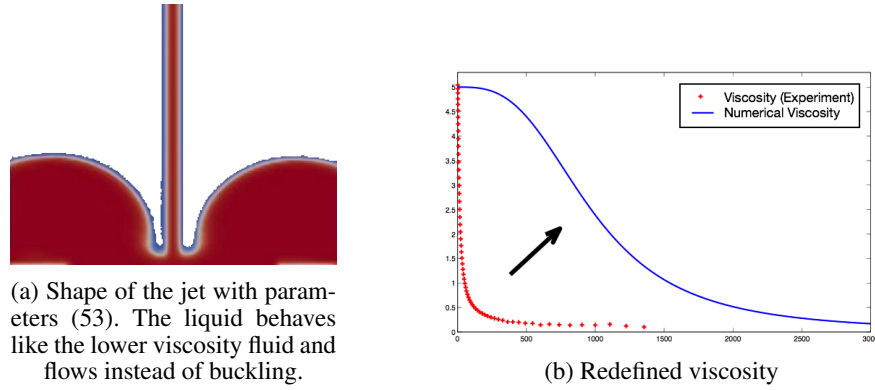 (a) Shape of the jet with param-
eters (53). The liquid behaves
like the lower viscosity fluid and
flows instead of buckling.
5
4.5
4
3.5
3
2.5
2
1.5
1
0.5
0
0 500 1000 1500 2000 2500 300
Viscosity (Experiment)
Numerical Viscosity
(b) Redefined viscosity